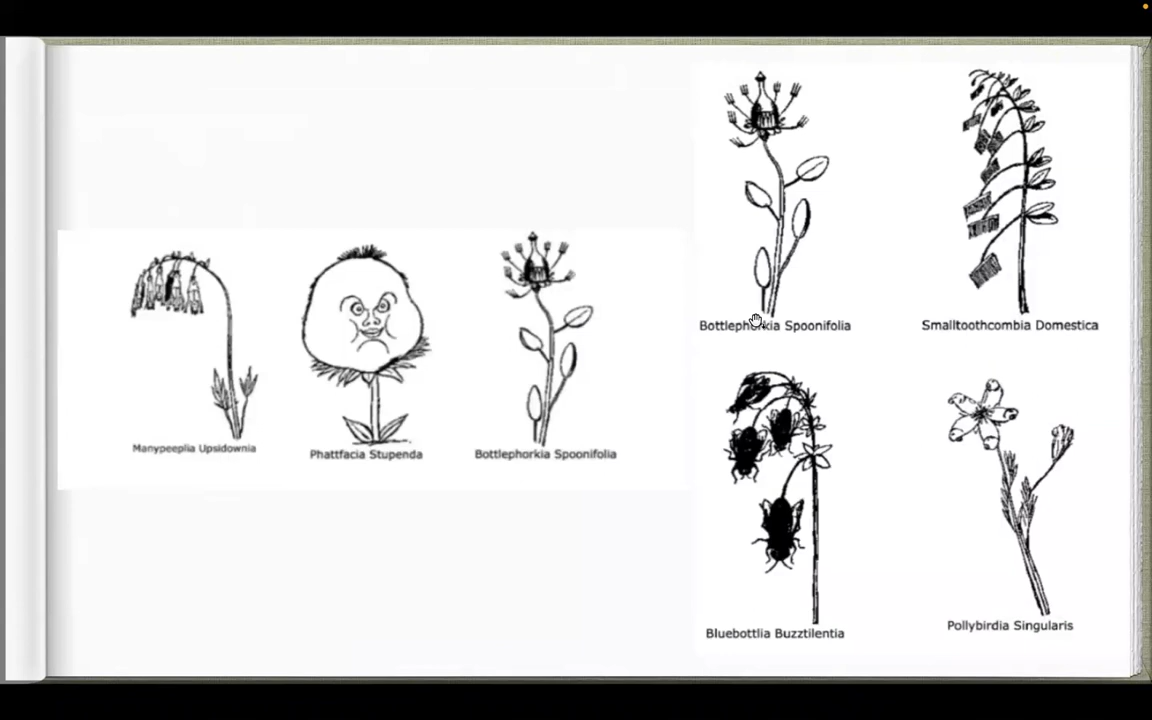 Manypeeplia Upsidownia
Phattfacia Stupenda
Bottlephorkia Spoonifolia
Bottlephorkia Spoonifolia
Smalltoothcombia Domestica
Bluebottlia Buzztilentia
Pollybirdia Singularis